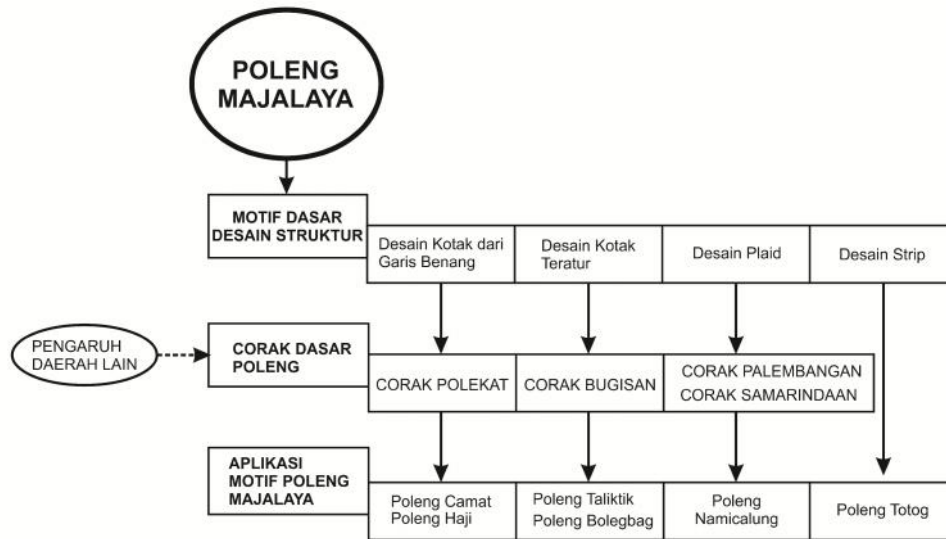 POLENG
MAJALAYA
MOTIF DASAR
DESAIN STRUKTUR
Desain Kotak dari
Garis Benang
Desain Kotak
Teratur
Desain Plaid
Desain Strip
PENGARUH
DAERAH LAIN
CORAK DASAR
POLENG
CORAK POLEKAT
CORAK BUGISAN
CORAK PALEMBANGAN
CORAK SAMARINDAAN
APLIKASI
MOTIF POLENG
MAJALAYA
Poleng Camat
Poleng Haji
Poleng Taliktik
Poleng Bolegbag
Poleng
Namicalung
Poleng Totog